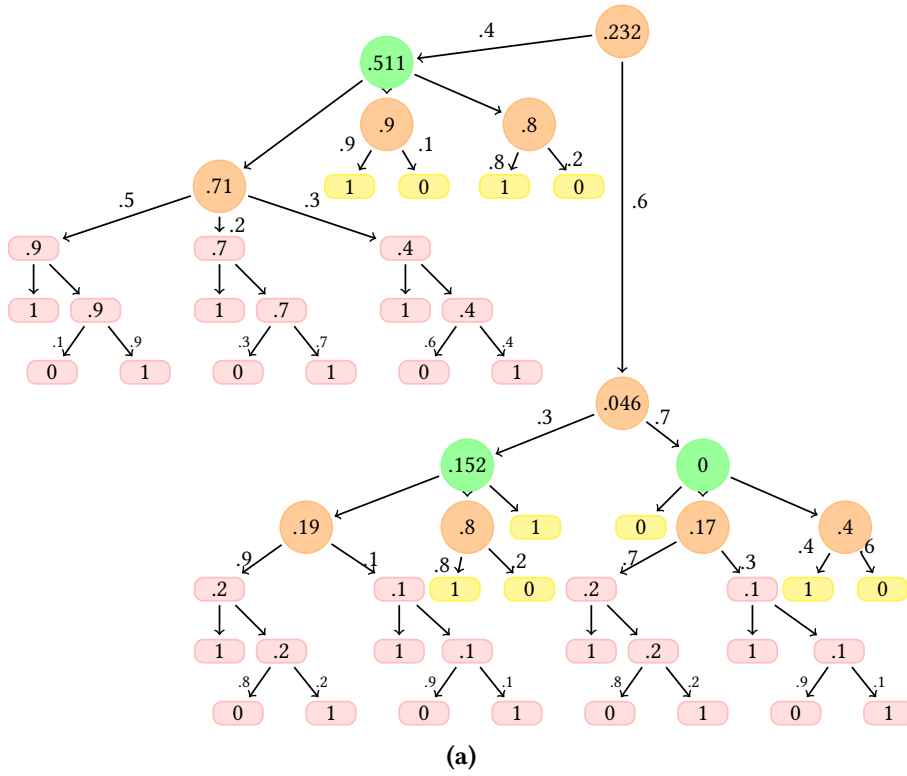 .232
.4
.511
.9 .8
.9 .1 .8 .2
1 0 1 0
.71 .6
.5 .2 .3
.9 .7 .4
1 .9 1 .7 1 .4
.1 .9 .3 .7 .6 .4
0 1 0 1 0 1
.046
.3 .7
.152 0
.19 .8 1 0 .17 .4
.9 .1 .8 .2 .7 .3 .4 .6
.2 .1 1 0 .2 .1 1 0
1 .2 1 .1 1 .2 1 .1
.8 .2 .9 .1 .8 .2 .9 .1
0 1 0 1 0 1 0 1
(a)